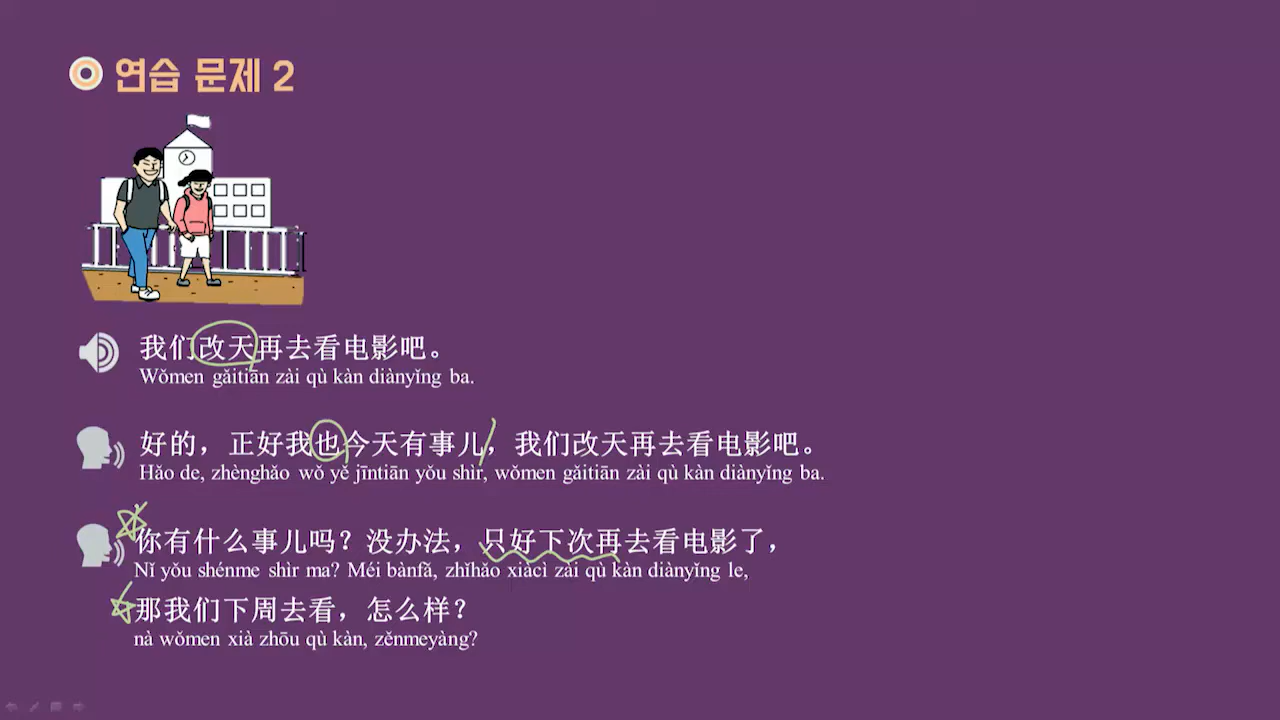 연습 문제 2
我们改天再去看电影吧。
Wǒmen gǎitiān zài qù kàn diànyǐng ba.
好的，正好我也今天有事儿，我们改天再去看电影吧。
Hǎo de, zhènghǎo wǒ yě jīntiān yǒu shìr, wǒmen gǎitiān zài qù kàn diànyǐng ba.
你有什么事儿吗？没办法，只好下次再去看电影了，
Nǐ yǒu shénme shìr ma? Méi bànfǎ, zhǐhǎo xiàcì zài qù kàn diànyǐng le,
那我们下周去看，怎么样？
nà wǒmen xià zhōu qù kàn, zěnmeyàng?